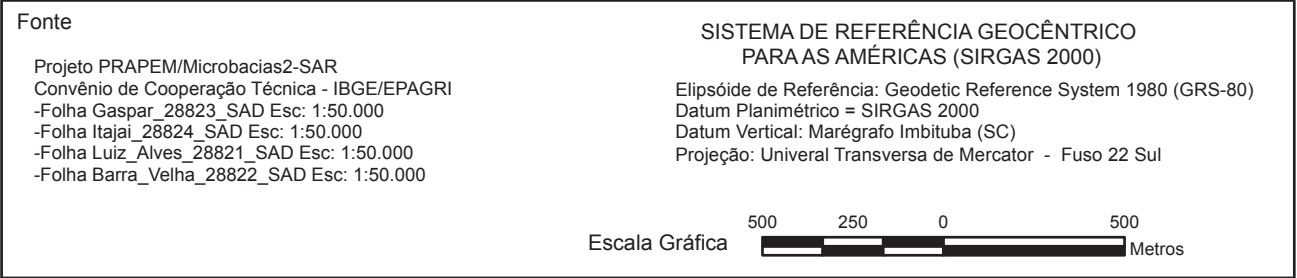 Fonte
Projeto PRAPEM/Microbacias2-SAR
Convênio de Cooperação Técnica - IBGE/EPAGRI
-Folha Gaspar_28823_SAD Esc: 1:50.000
-Folha Itajai_28824_SAD Esc: 1:50.000
-Folha Luiz_Alves_28821_SAD Esc: 1:50.000
-Folha Barra_Velha_28822_SAD Esc: 1:50.000
SISTEMA DE REFERÊNCIA GEOCÊNTRICO
PARA AS AMÉRICAS (SIRGAS 2000)
Elipsóide de Referência: Geodetic Reference System 1980 (GRS-80)
Datum Planimétrico = SIRGAS 2000
Datum Vertical: Marégrafo Imbituba (SC)
Projeção: Univeral Transversa de Mercator - Fuso 22 Sul
500 250 0 500
Escala Gráfica Metros